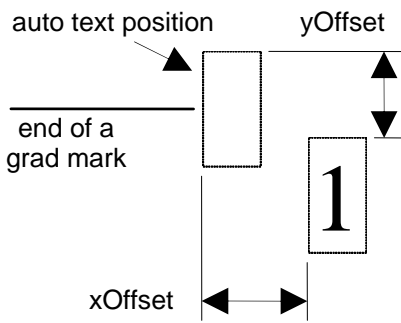 auto text position
yOffset
end of a
grad mark
1
xOffset